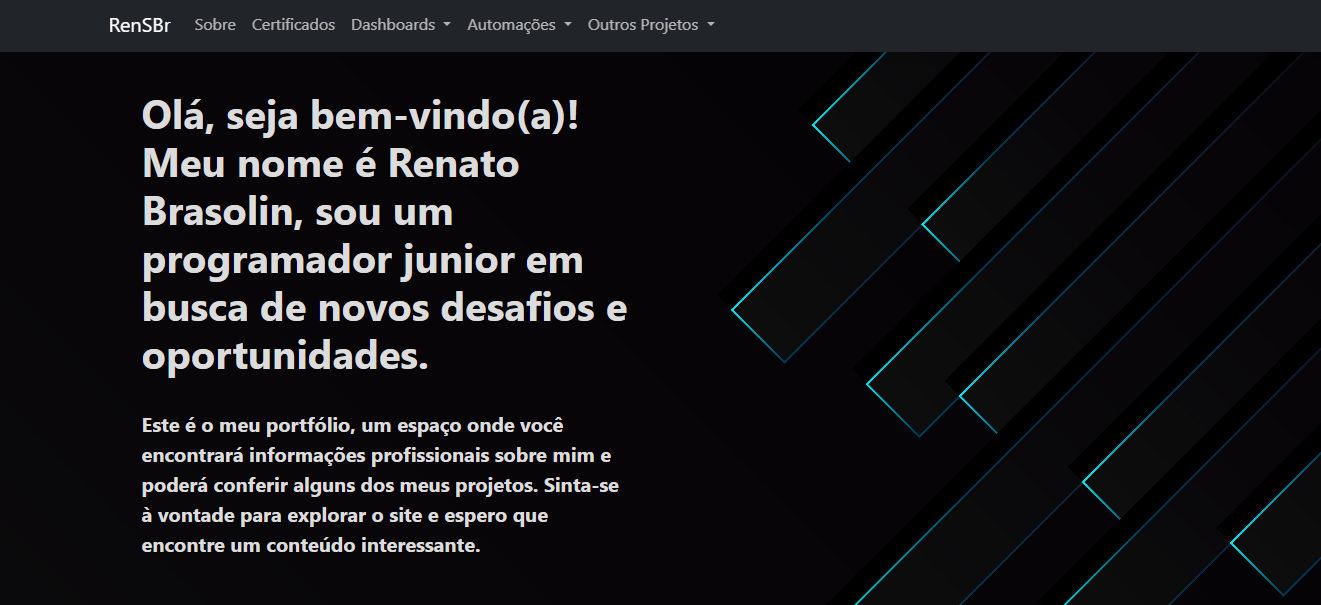 RenSBr Sobre Certificados Dashboards Automações Outros Projetos
Olá, seja bem-vindo(a)!
Meu nome é Renato
Brasolin, sou um
programador junior em
busca de novos desafios e
oportunidades.
Este é o meu portfólio, um espaço onde você
encontrará informações profissionais sobre mim e
poderá conferir alguns dos meus projetos. Sinta-se
à vontade para explorar o site e espero que
encontre um conteúdo interessante.